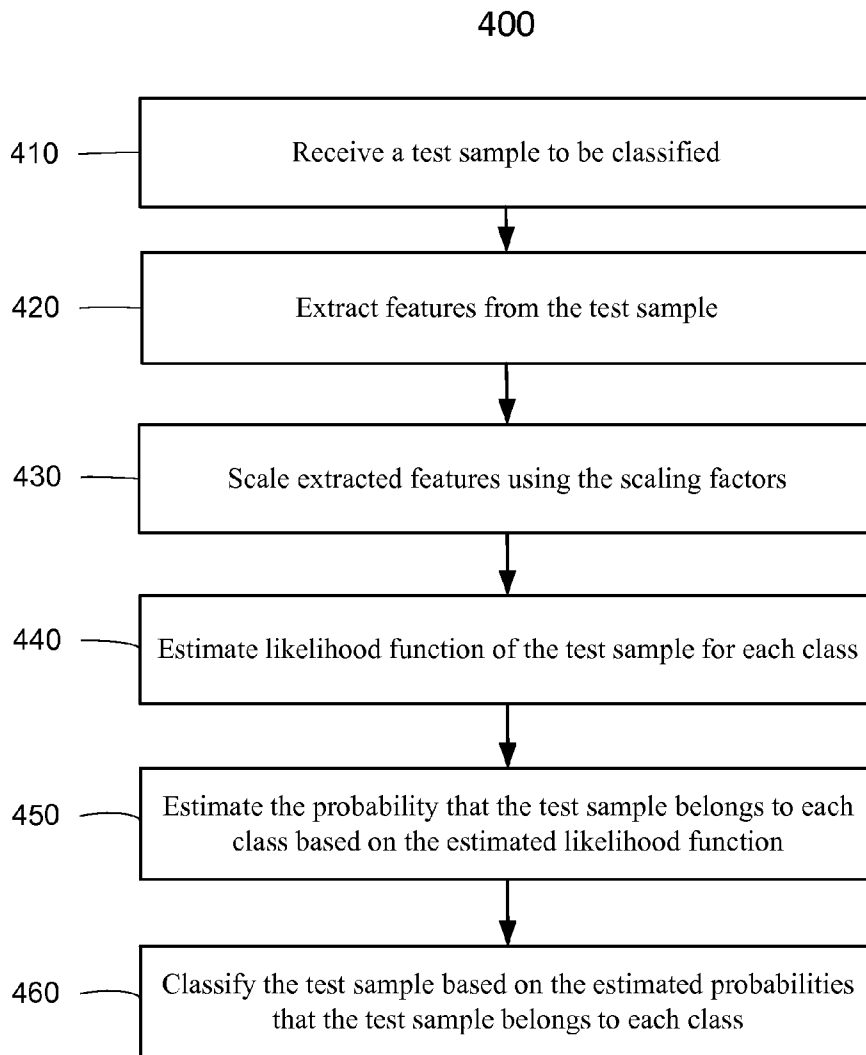 400
410
Receive a test sample to be classified
420
Extract features from the test sample
430
Scale extracted features using the scaling factors
440
Estimate likelihood function of the test sample for each class
450
Estimate the probability that the test sample belongs to each
class based on the estimated likelihood function
460
Classify the test sample based on the estimated probabilities
that the test sample belongs to each class